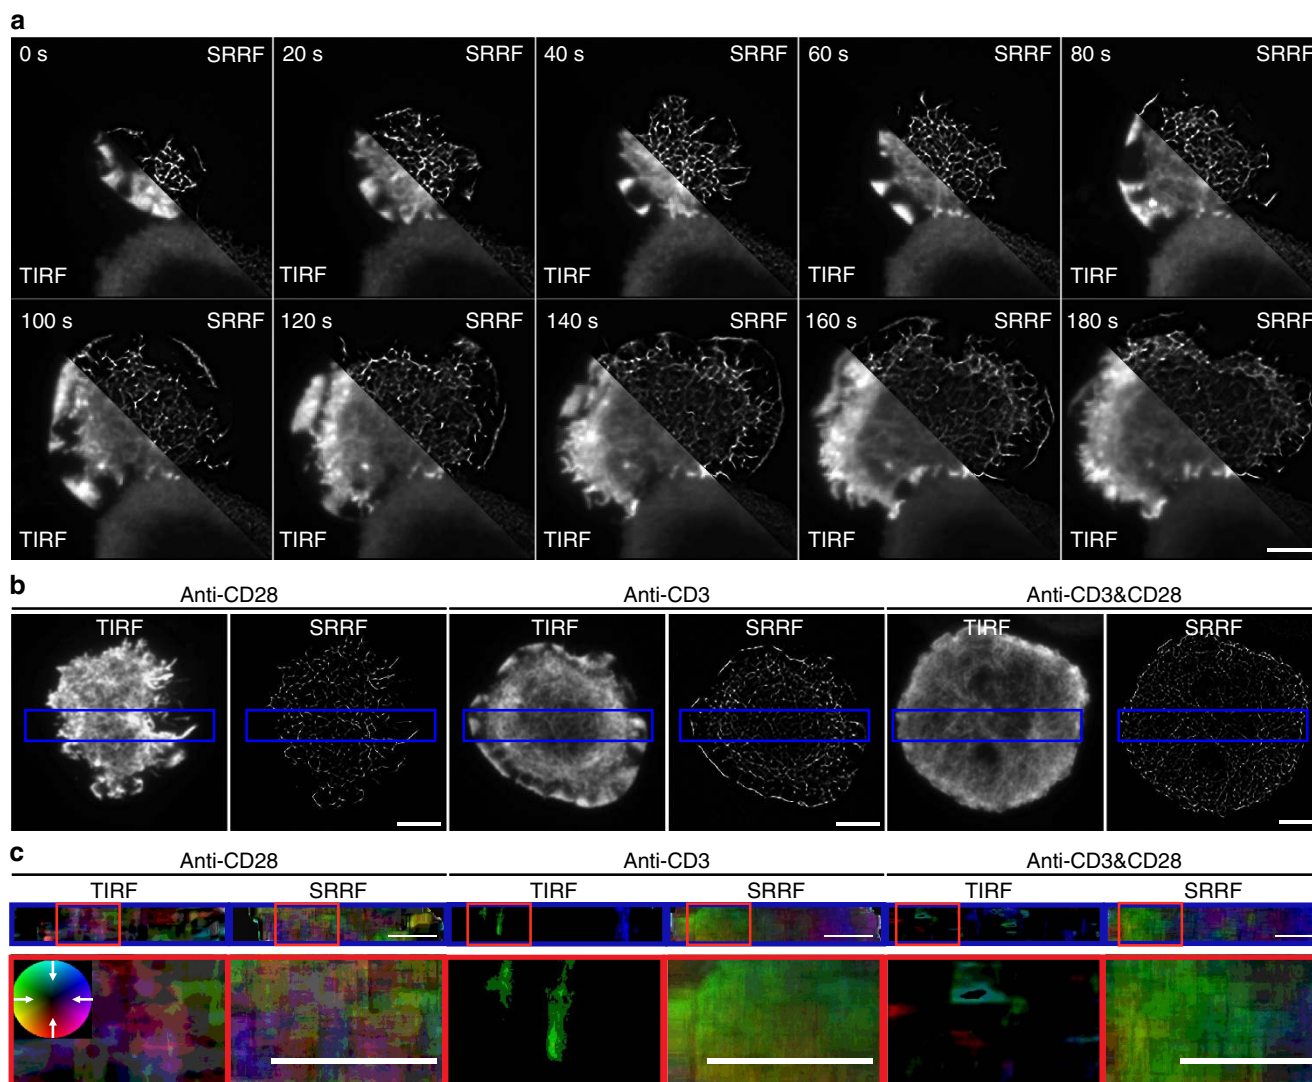 a
0 s SRRF 20 s SRRF 40 s SRRF 60 s SRRF 80 s SRRF
TIRF TIRF TIRF TIRF TIRF
100 s SRRF 120 s SRRF 140 s SRRF 160 s SRRF 180 s SRRF
TIRF TIRF TIRF TIRF TIRF
b
Anti-CD28 Anti-CD3 Anti-CD3&CD28
TIRF SRRF TIRF SRRF TIRF SRRF
c
Anti-CD28 Anti-CD3 Anti-CD3&CD28
TIRF SRRF TIRF SRRF TIRF SRRF